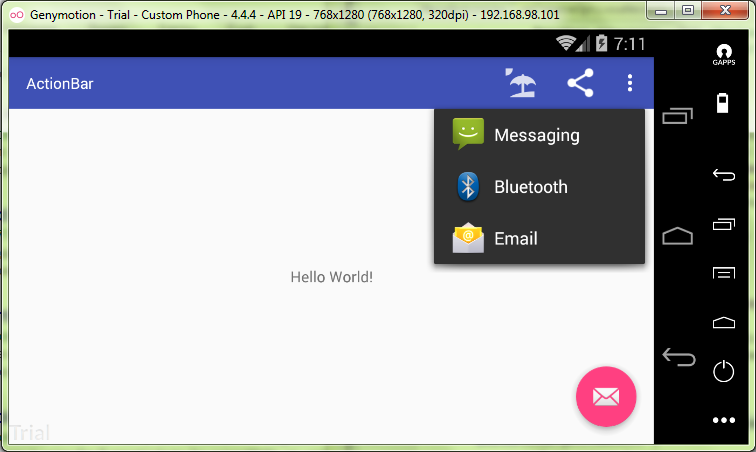 Genymotion - Trial - Custom Phone - 4.4.4 - API 19 - 768x1280 (768x1280, 320dpi) - 192.168.98.101
7:11
GAPPS
ActionBar
Messaging
Bluetooth
@
Email
Hello World!
Trial